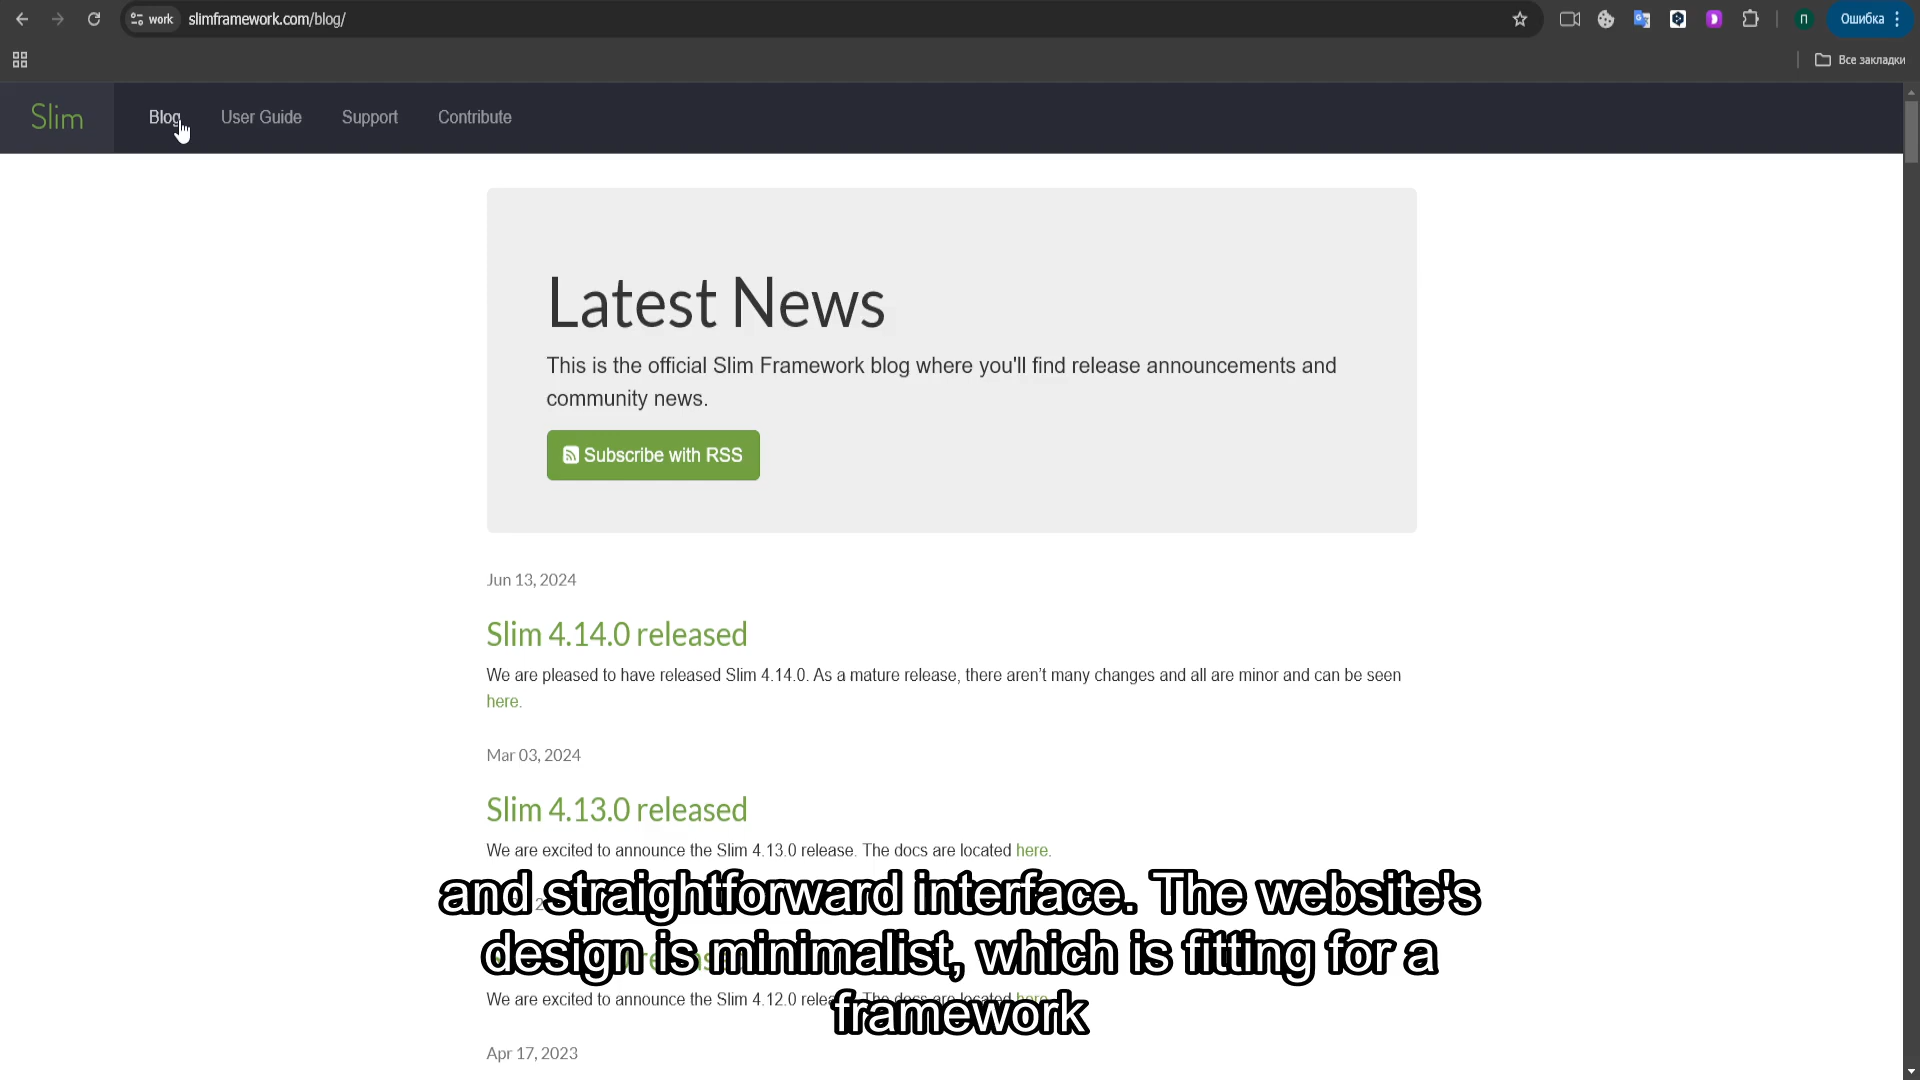 work slimframework.com/blog/
Ошибка
Все закладки
Slim
Blog
User Guide
Support
Contribute
Latest News
This is the official Slim Framework blog where you'll find release announcements and
community news.
Subscribe with RSS
Jun 13, 2024
Slim 4.14.0 released
We are pleased to have released Slim 4.14.0. As a mature release, there aren’t many changes and all are minor and can be seen
here.
Mar 03, 2024
Slim 4.13.0 released
We are excited to announce the Slim 4.13.0 release. The docs are located here.
and straightforward interface. The website's
design is minimalist, which is fitting for a
We are excited to announce the Slim 4.12.0 The docs are located here
framework
Apr 17, 2023